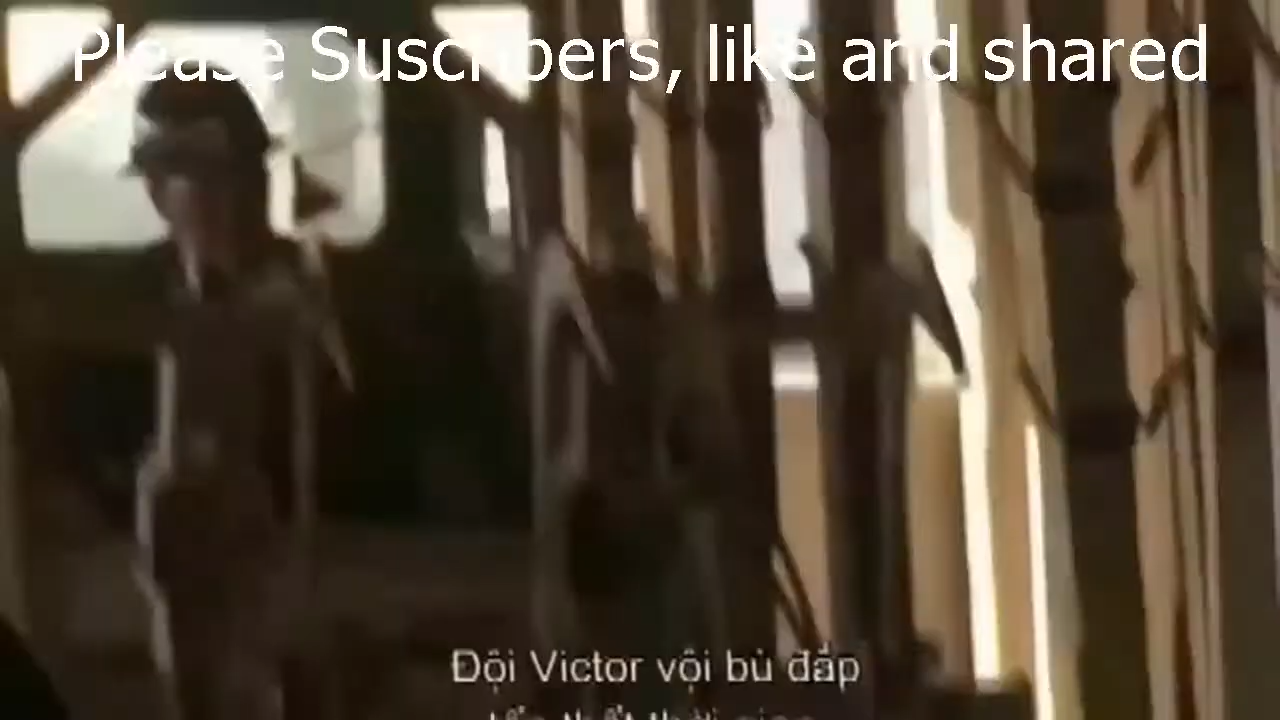 Please Suscribers, like and shared
Đội Victor vội bù đắp